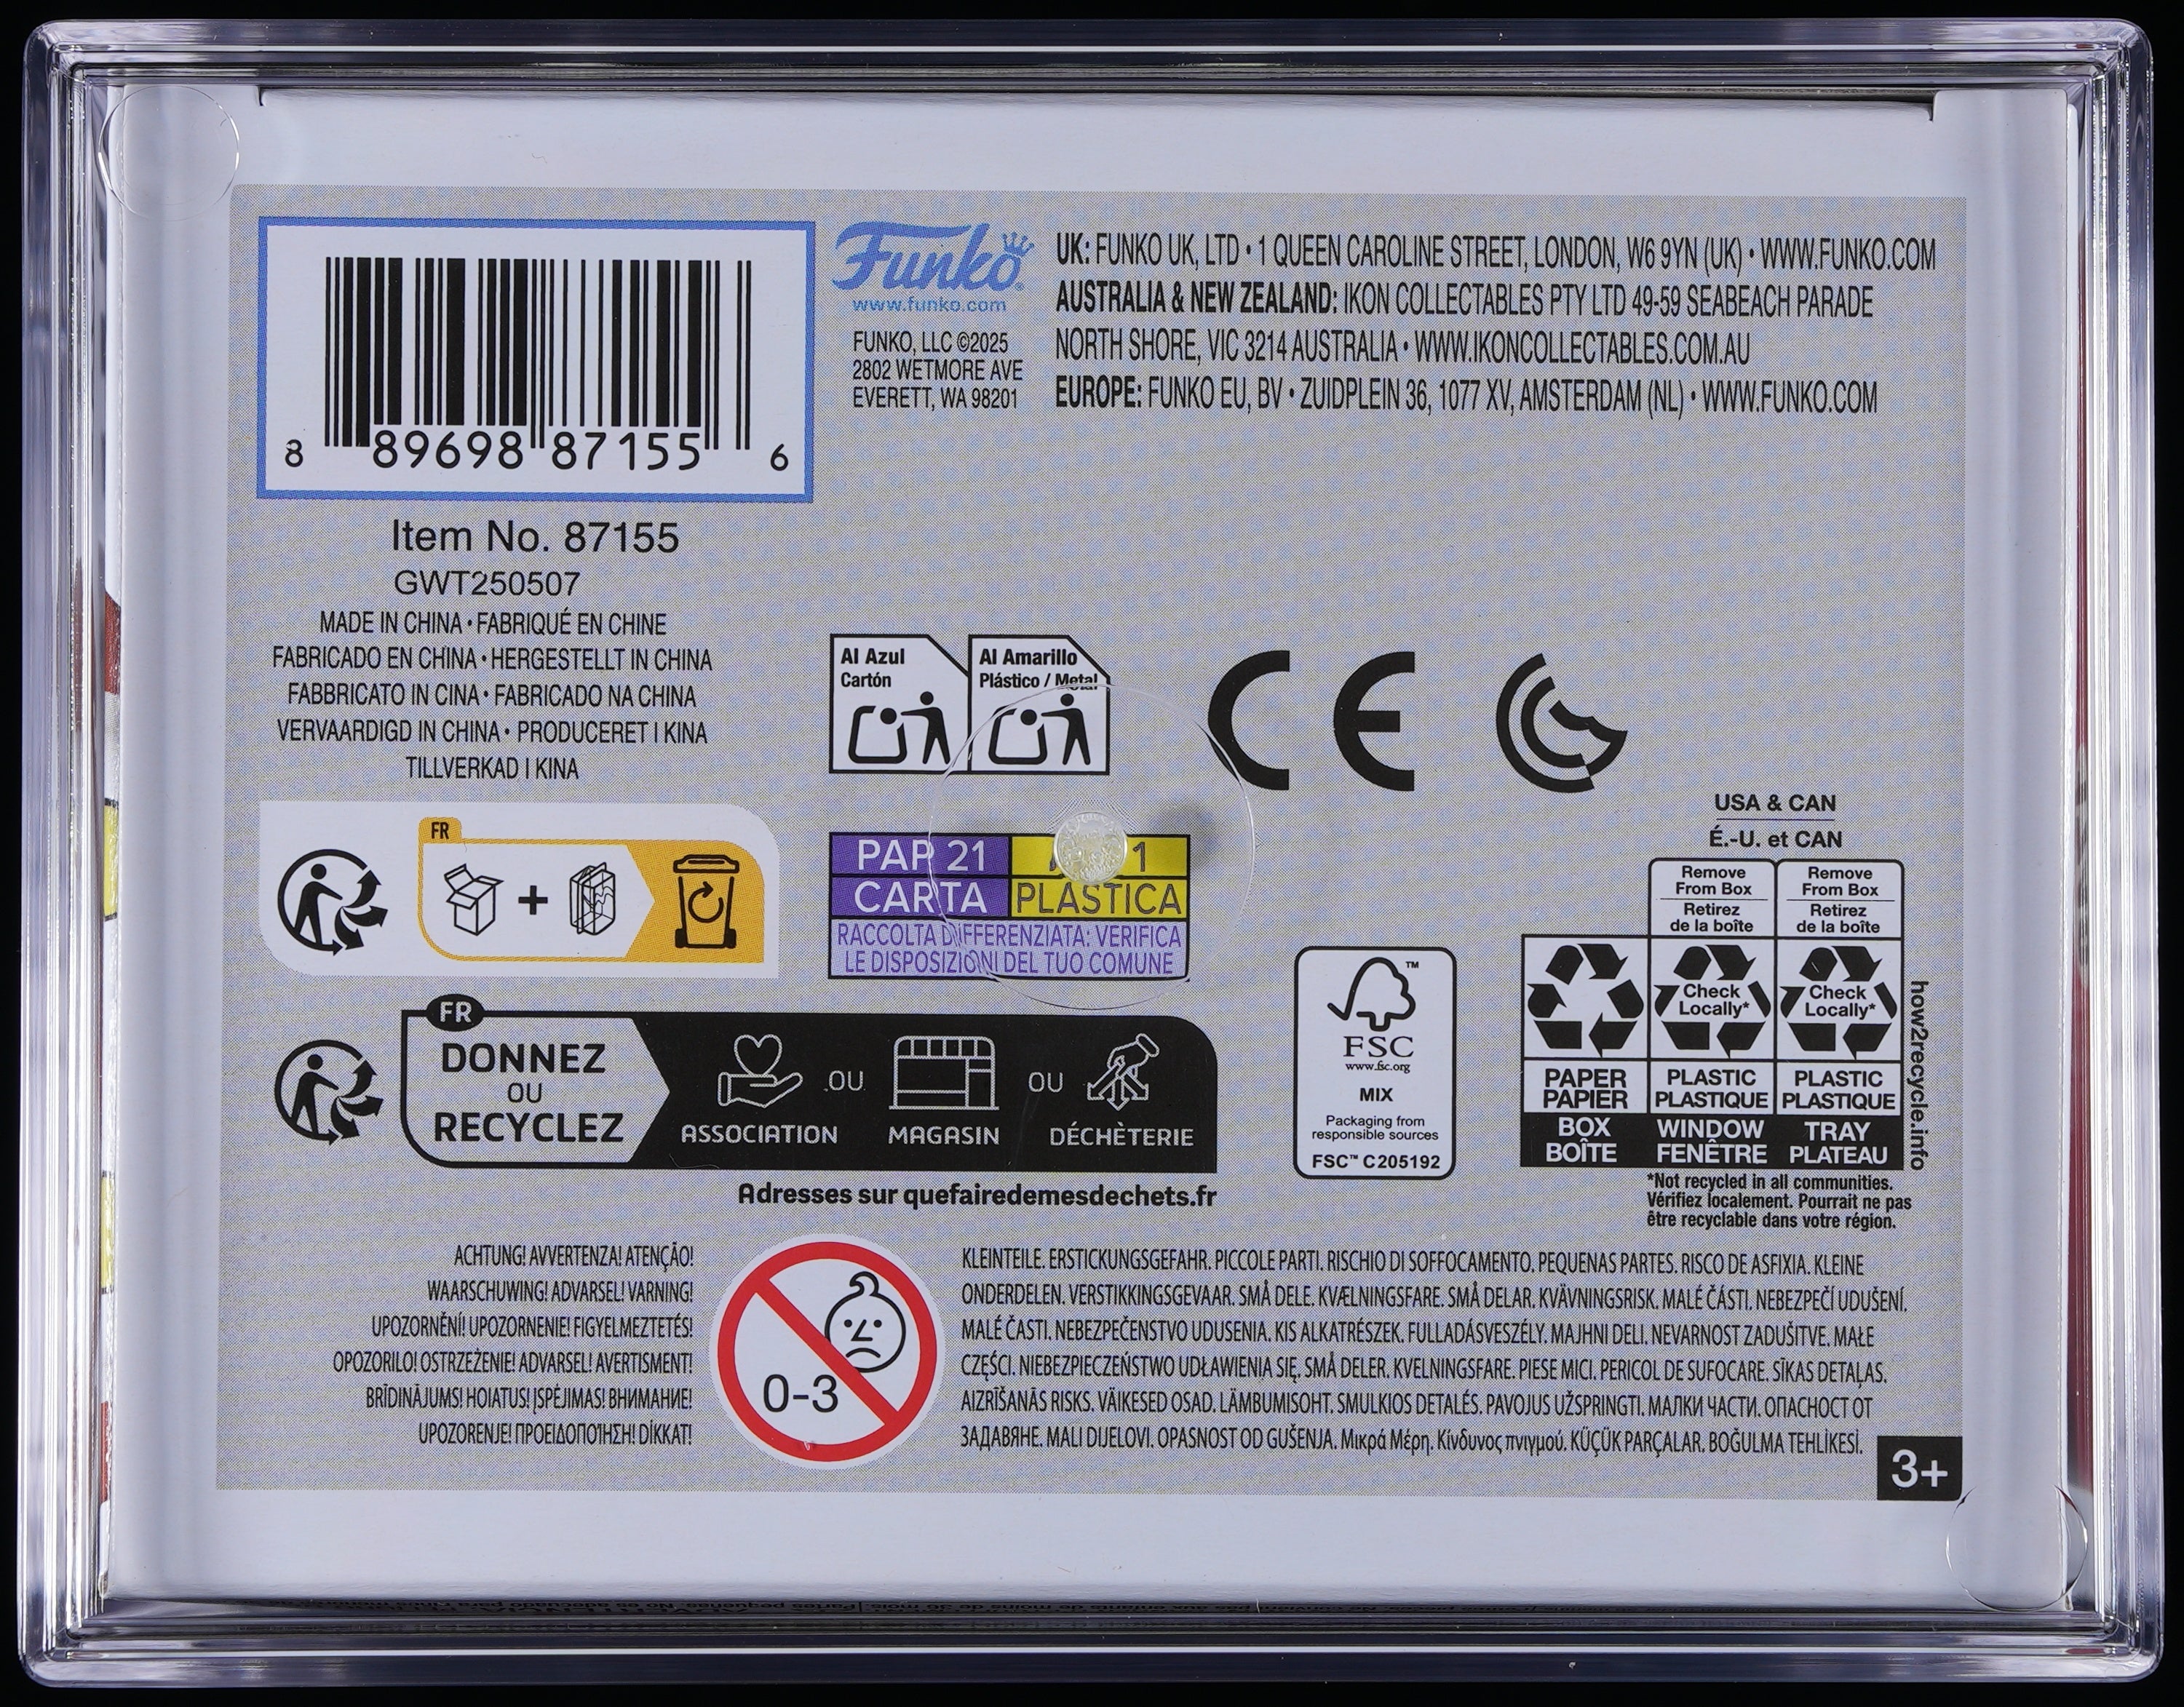 8 89698 87155 6
Item No. 87155
GWT250507
MADE IN CHINA • FABRIQUÉ EN CHINE
FABRICADO EN CHINA • HERGESTELLT IN CHINA
FABBRICATO IN CINA • FABRICADO NA CHINA
VERVAARDIGD IN CHINA • PRODUCERET I KINA
TILLVERKAD I KINA
Funko®
www.funko.com
FUNKO, LLC ©2025
2802 WETMORE AVE
EVERETT, WA 98201
UK: FUNKO UK, LTD • 1 QUEEN CAROLINE STREET, LONDON, W6 9YN (UK) • WWW.FUNKO.COM
AUSTRALIA & NEW ZEALAND: IKON COLLECTABLES PTY LTD 49-59 SEABEACH PARADE
NORTH SHORE, VIC 3214 AUSTRALIA • WWW.IKONCOLLECTABLES.COM.AU
EUROPE: FUNKO EU, BV • ZUIDPLEIN 36, 1077 XV, AMSTERDAM (NL) • WWW.FUNKO.COM
Al Azul
Cartón
Al Amarillo
Plástico / Metal
CE
FR
+
PAP 21
1
CARTA
PLASTICA
RACCOLTA DIFFERENZIATA: VERIFICA
LE DISPOSIZIONI DEL TUO COMUNE
FR
DONNEZ
OU
RECYCLEZ
ASSOCIATION
OU
MAGASIN
OU
DÉCHÈTERIE
Adresses sur quefairedemesdechets.fr
FSC™
www.fsc.org
MIX
Packaging from
responsible sources
FSC™ C205192
USA & CAN
É.-U. et CAN
Remove
From Box
Retirez
de la boîte
Remove
From Box
Retirez
de la boîte
Check
Locally*
Check
Locally*
PAPER
PAPIER
PLASTIC
PLASTIQUE
PLASTIC
PLASTIQUE
BOX
BOÎTE
WINDOW
FENÊTRE
TRAY
PLATEAU
how2recycle.info
*Not recycled in all communities.
Vérifiez localement. Pourrait ne pas
être recyclable dans votre région.
ACHTUNG! AVVERTENZA! ATENÇÃO!
WAARSCHUWING! ADVARSEL! VARNING!
UPOZORNĚNÍ! UPOZORNENIE! FIGYELMEZTETÉS!
OPOZORILO! OSTRZEŻENIE! ADVARSEL! AVERTISMENT!
BRĪDINĀJUMS! HOIATUS! ĮSPĖJIMAS! ВНИМАНИЕ!
UPOZORENJE! ΠΡΟΕΙΔΟΠΟΊΗΣΗ! DİKKAT!
0-3
KLEINTEILE. ERSTICKUNGSGEFAHR. PICCOLE PARTI. RISCHIO DI SOFFOCAMENTO. PEQUENAS PARTES. RISCO DE ASFIXIA. KLEINE
ONDERDELEN. VERSTIKKINGSGEVAAR. SMÅ DELE. KVÆLNINGSFARE. SMÅ DELAR. KVÄVNINGSRISK. MALÉ ČÁSTI. NEBEZPEČÍ UDUŠENÍ.
MALÉ ČASTI. NEBEZPEČENSTVO UDUSENIA. KIS ALKATRÉSZEK. FULLADÁSVESZÉLY. MAJHNI DELI. NEVARNOST ZADUŠITVE. MAŁE
CZĘŚCI. NIEBEZPIECZEŃSTWO UDŁAWIENIA SIĘ. SMÅ DELER. KVELNINGSFARE. PIESE MICI. PERICOL DE SUFOCARE. SĪKAS DETAĻAS.
AIZRĪŠANĀS RISKS. VÄIKESED OSAD. LÄMBUMISOHT. SMULKIOS DETALĖS. PAVOJUS UŽSPRINGTI. МАЛКИ ЧАСТИ. ОПАСНОСТ ОТ
ЗАДАВЯНЕ. MALI DIJELOVI. OPASNOST OD GUŠENJA. Μικρά Μέρη. Κίνδυνος πνιγμού. KÜÇÜK PARÇALAR. BOĞULMA TEHLİKESİ.
3+